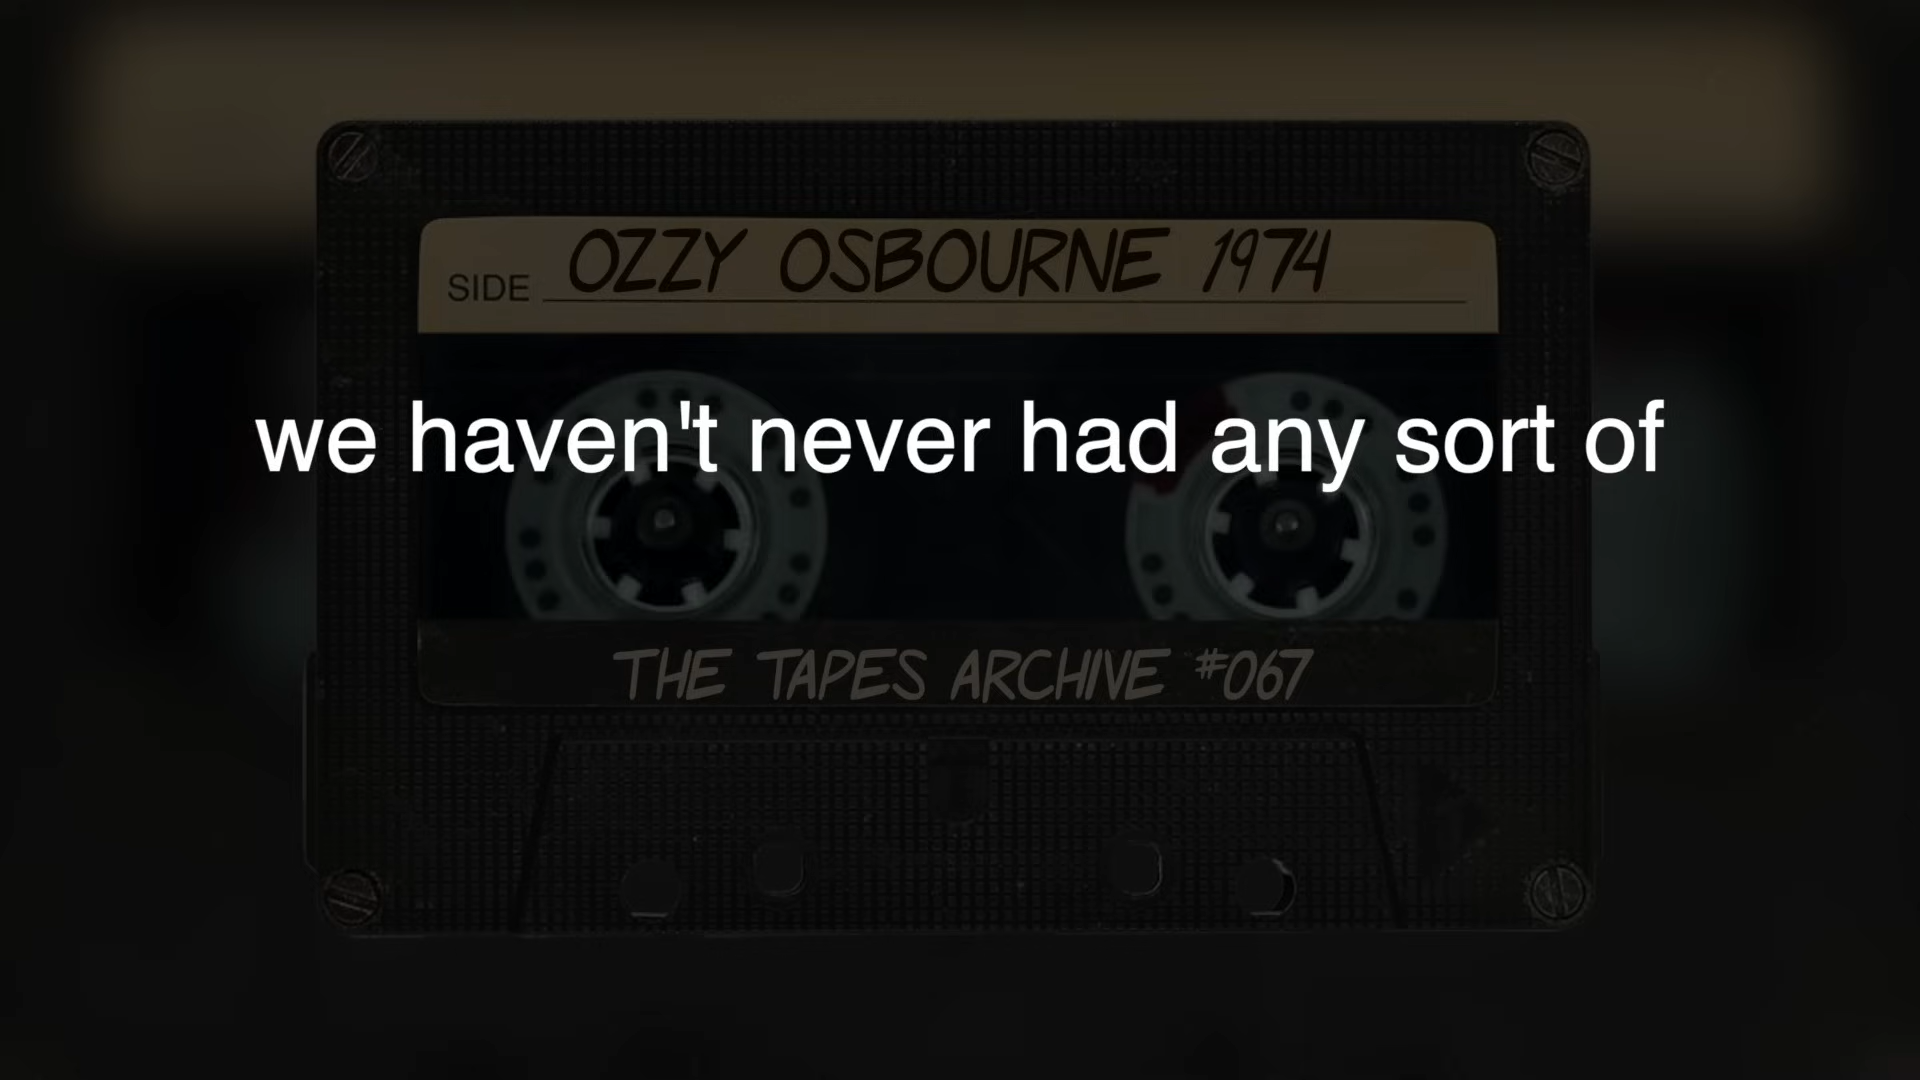 OZZY OSBOURNE 1974
SIDE
we haven't never had any sort of
THE TAPES ARCHIVE #067